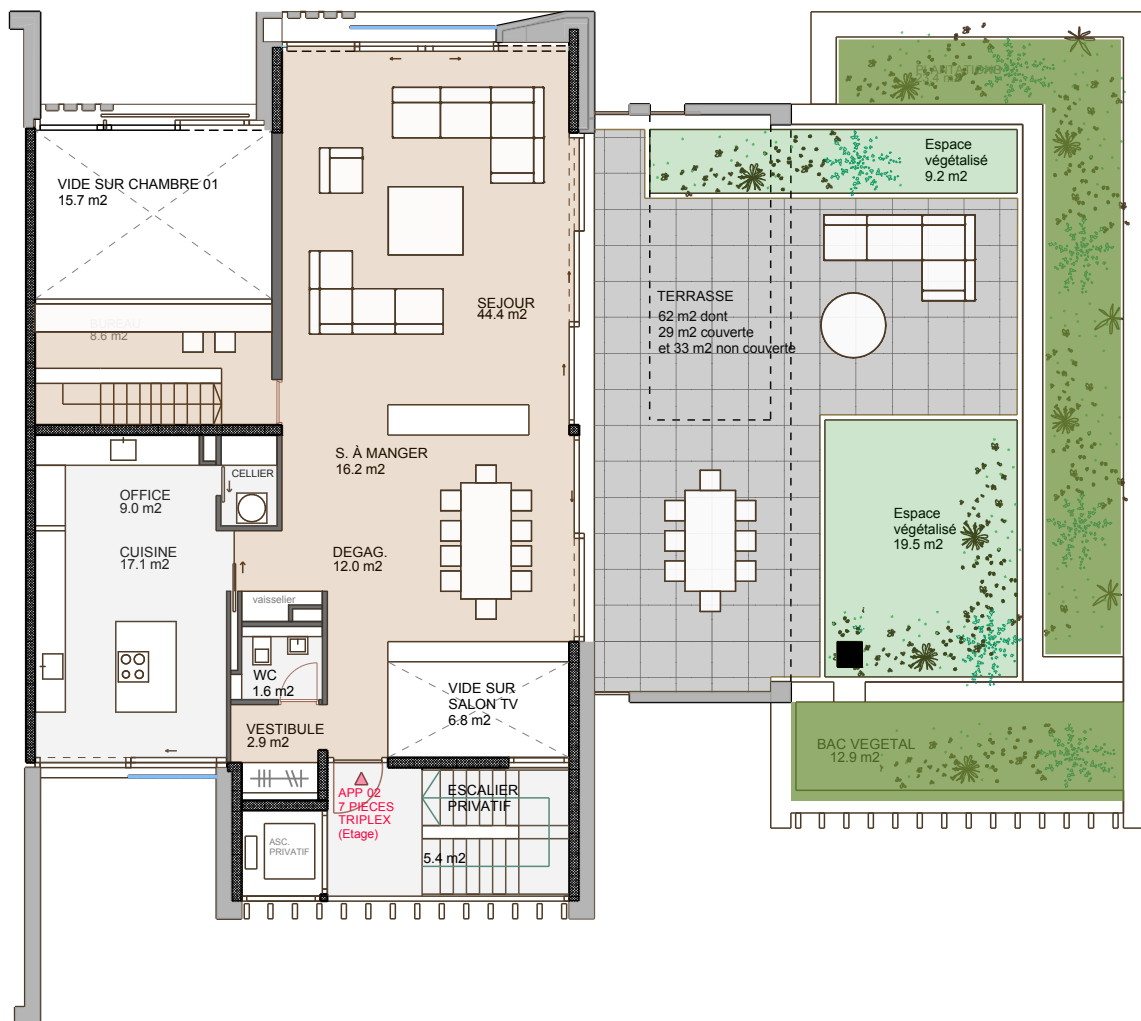 PLANTATIONS
Espace
végétalisé
9.2 m2
VIDE SUR CHAMBRE 01
15.7 m2
SEJOUR
44.4 m2
TERRASSE
62 m2 dont
29 m2 couverte
et 33 m2 non couverte
BUREAU
8.6 m2
S. À MANGER
16.2 m2
CELLIER
OFFICE
9.0 m2
CUISINE
17.1 m2
DEGAG.
12.0 m2
Espace
végétalisé
19.5 m2
vaisselier
WC
1.6 m2
VIDE SUR
SALON TV
6.8 m2
VESTIBULE
2.9 m2
BAC VEGETAL
12.9 m2
APP 02
7 PIECES
TRIPLEX
(Etage)
ESCALIER
PRIVATIF
5.4 m2
ASC.
PRIVATIF